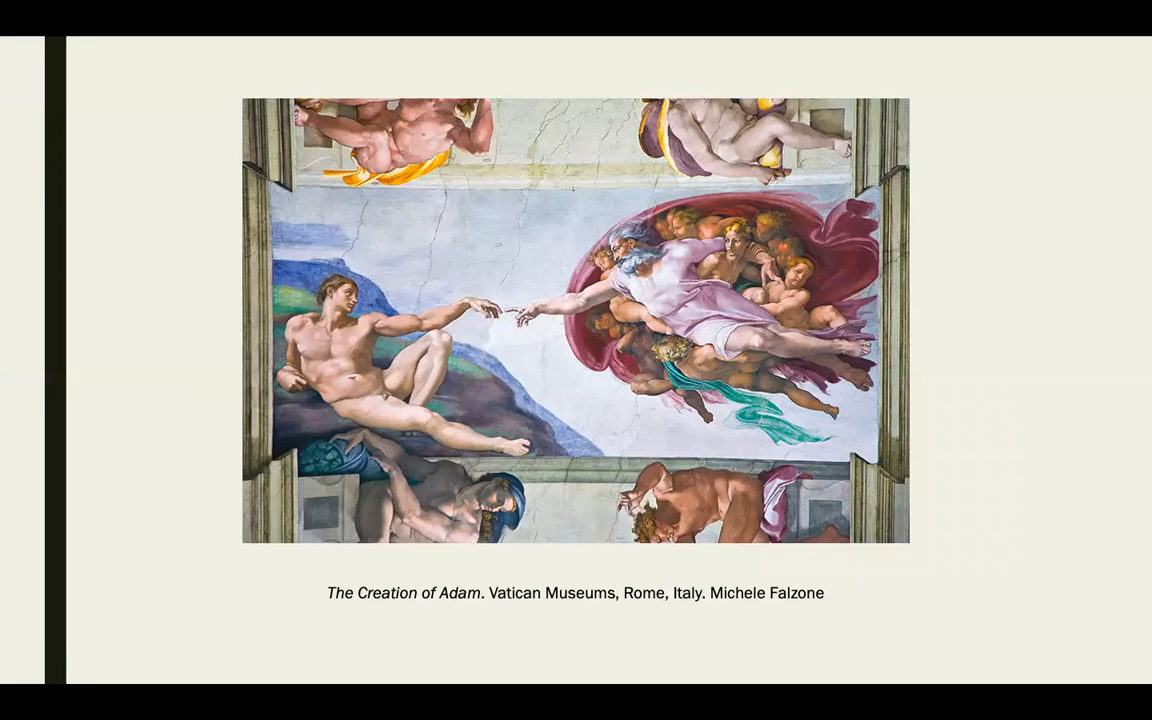 The Creation of Adam. Vatican Museums, Rome, Italy. Michele Falzone